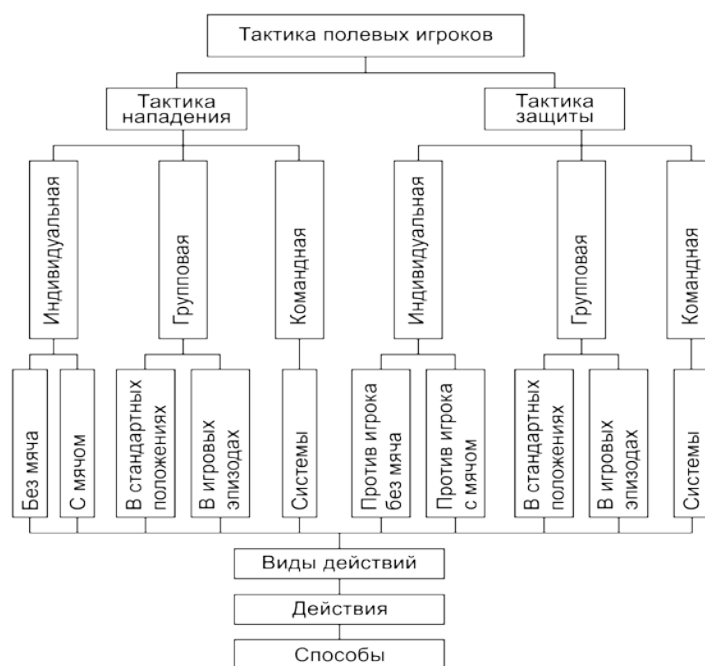 Тактика полевых игроков
Тактика
нападения
Тактика
защиты
Индивидуальная
Групповая
Командная
Индивидуальная
Групповая
Командная
Без мяча
С мячом
В стандартных
положениях
В игровых
эпизодах
Системы
Против игрока
без мяча
Против игрока
с мячом
В стандартных
положениях
В игровых
эпизодах
Системы
Виды действий
Действия
Способы